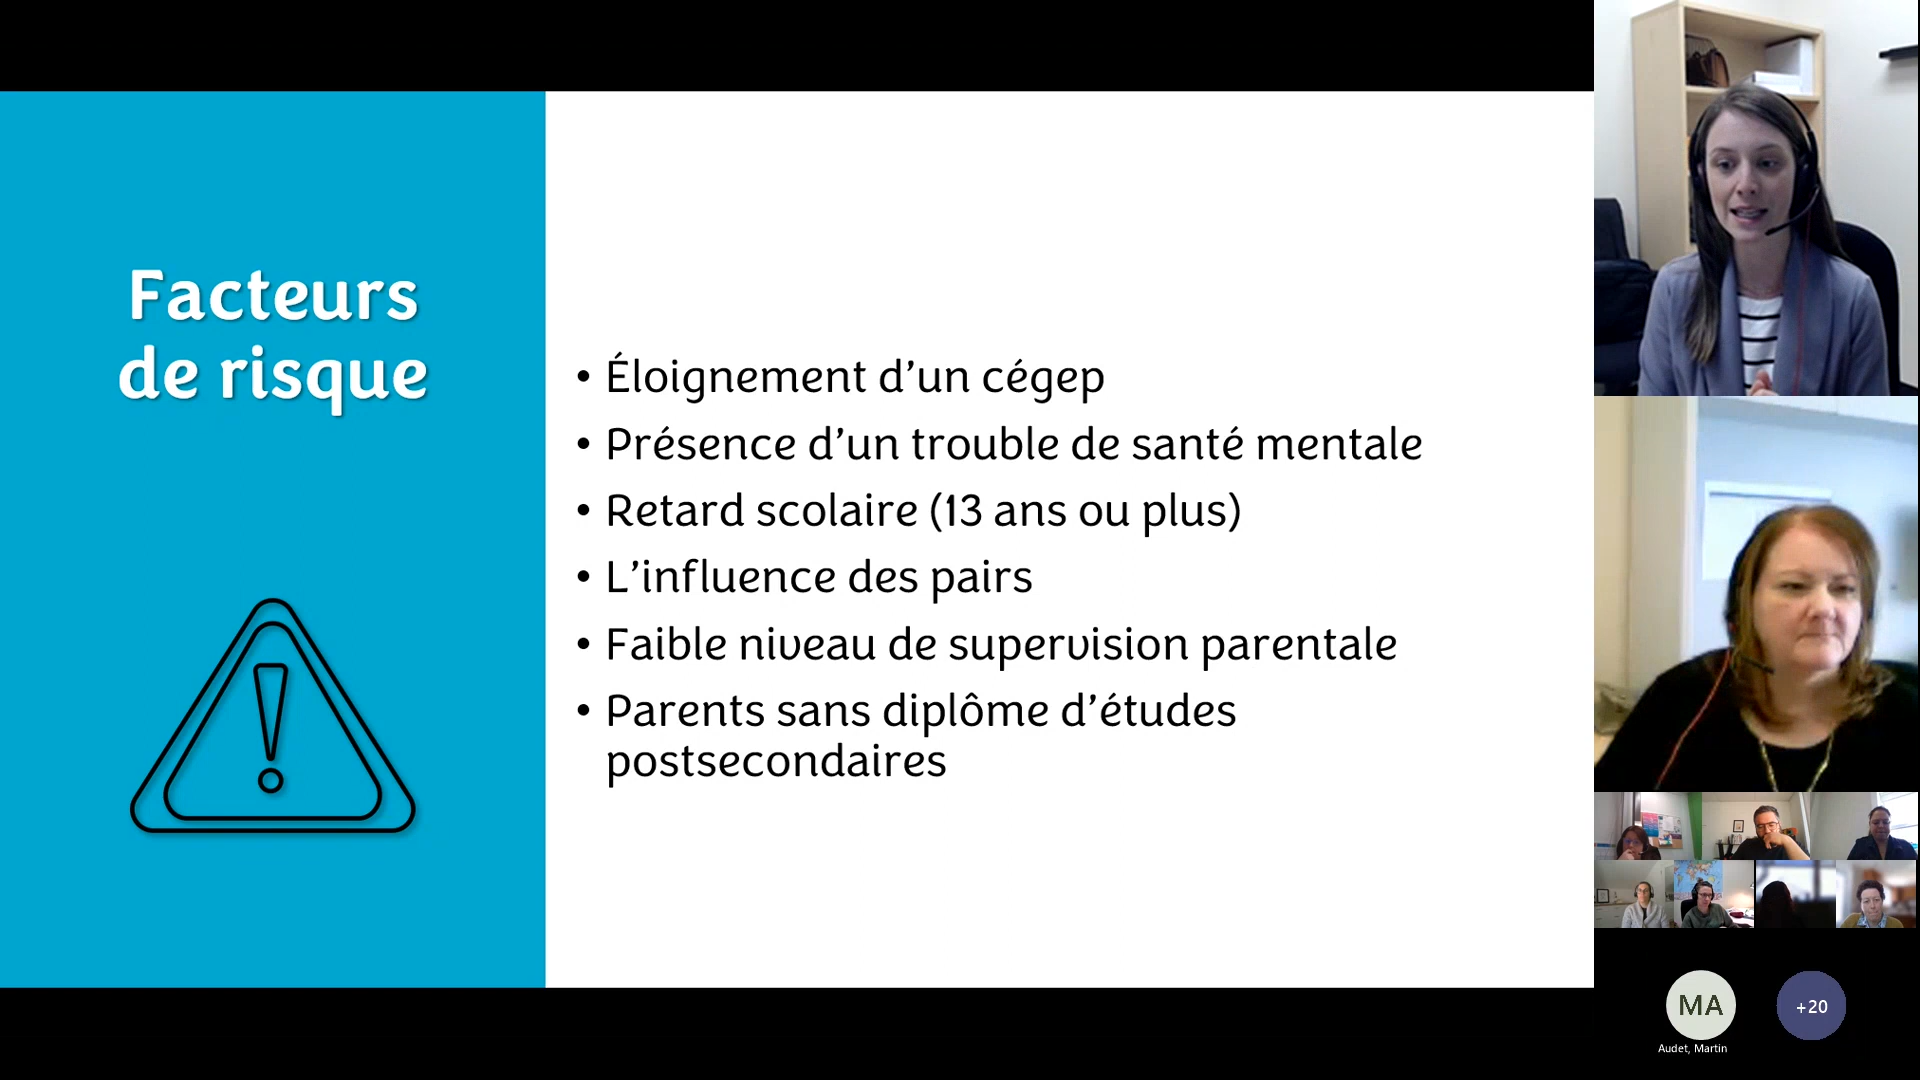 Facteurs
de risque
• Éloignement d’un cégep
• Présence d’un trouble de santé mentale
• Retard scolaire (13 ans ou plus)
• L’influence des pairs
• Faible niveau de supervision parentale
• Parents sans diplôme d’études
postsecondaires
MA
+20
Audet, Martin